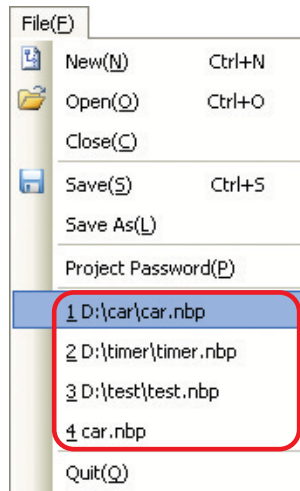 File(F)
New(N) Ctrl+N
Open(O) Ctrl+O
Close(C)
Save(S) Ctrl+S
Save As(L)
Project Password(P)
1 D:\car\car.nbp
2 D:\timer\timer.nbp
3 D:\test\test.nbp
4 car.nbp
Quit(Q)